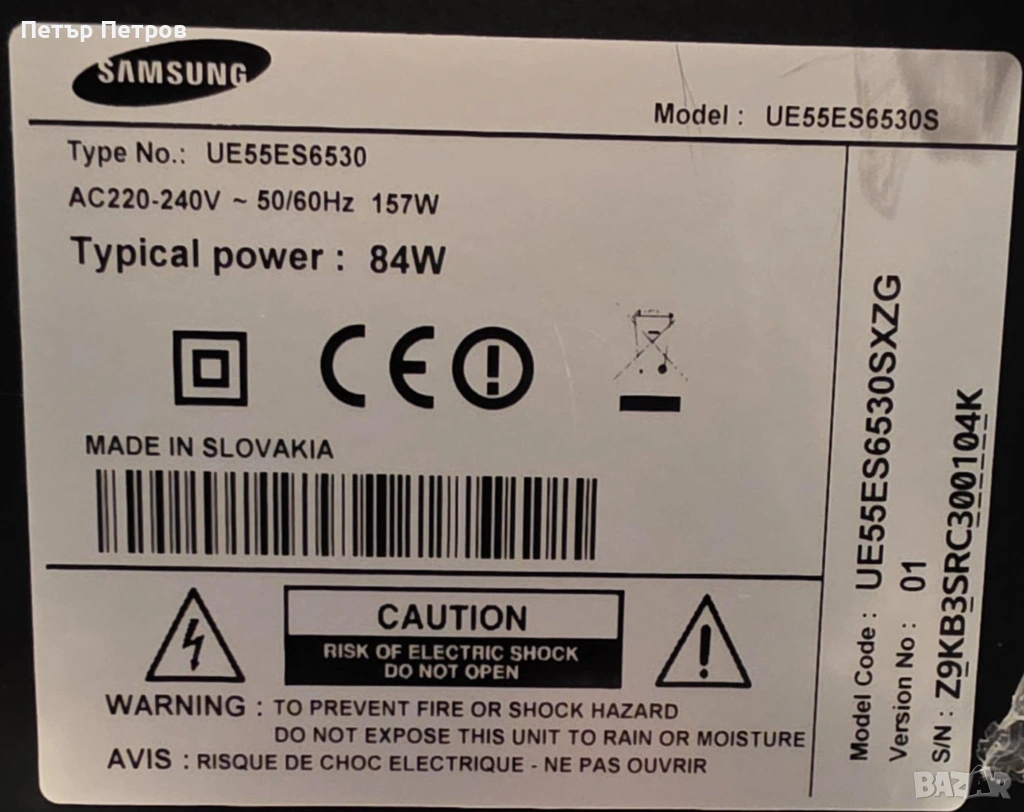 Петър Петров
SAMSUNG
Model : UE55ES6530S
Type No.: UE55ES6530
AC220-240V ~ 50/60Hz 157W
Typical power : 84W
CE
MADE IN SLOVAKIA
CAUTION
RISK OF ELECTRIC SHOCK
DO NOT OPEN
WARNING : TO PREVENT FIRE OR SHOCK HAZARD
DO NOT EXPOSE THIS UNIT TO RAIN OR MOISTURE
AVIS : RISQUE DE CHOC ELECTRIQUE - NE PAS OUVRIR
Model Code : UE55ES6530SXZG
Version No : 01
S/N : Z9KB3SRC300104K
BAZAR